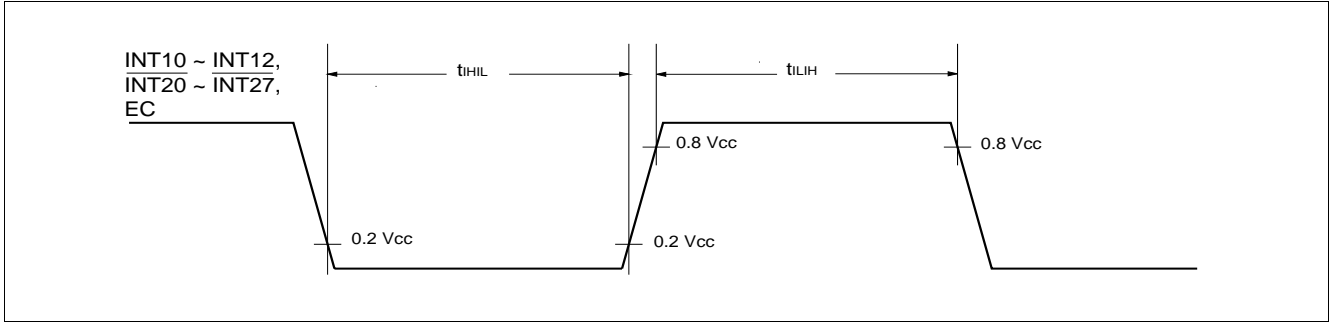 INT10 ~ INT12,
INT20 ~ INT27,
EC
tIHIL
tILIH
0.8 Vcc
0.8 Vcc
0.2 Vcc
0.2 Vcc